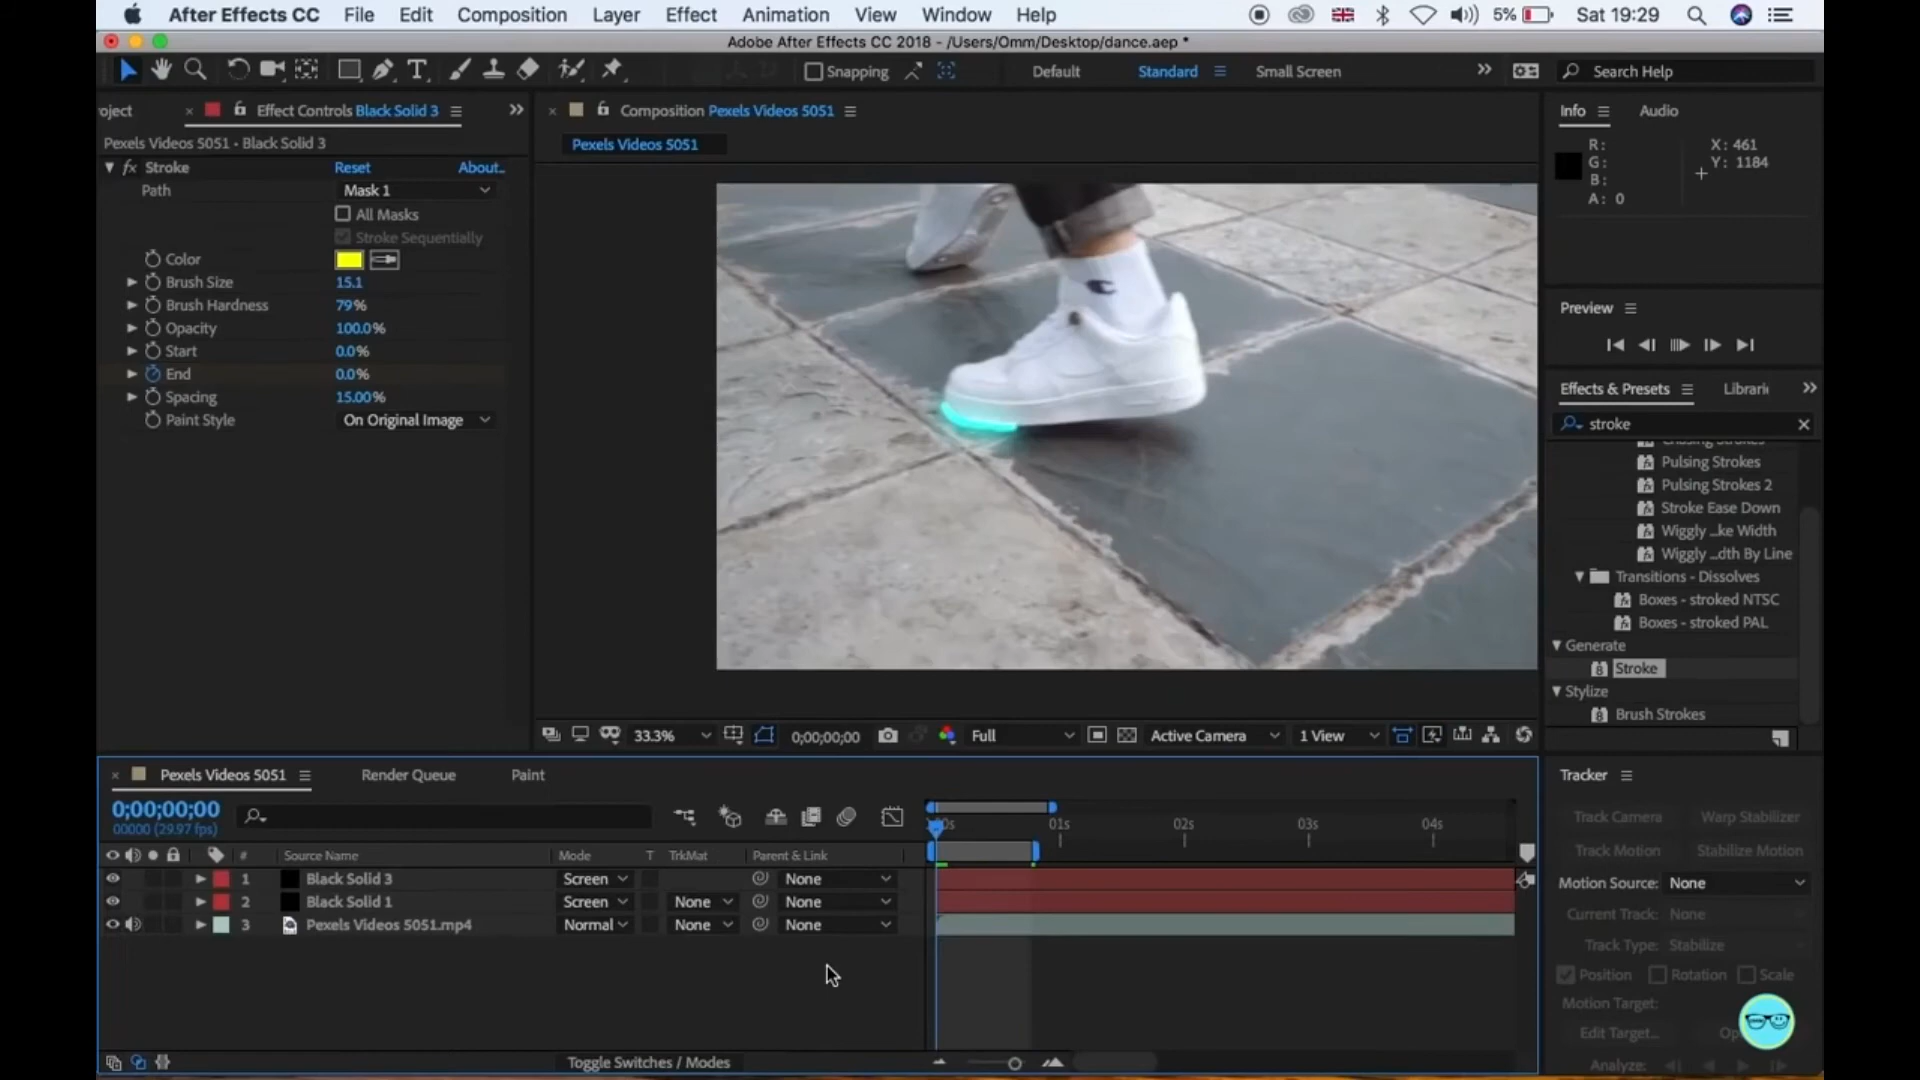 After Effects CC File Edit Composition Layer Effect Animation View Window Help 5% Sat 19:29
Adobe After Effects CC 2018 - /Users/Omm/Desktop/dance.aep *
Snapping Default Standard Small Screen Search Help
oject Effect Controls Black Solid 3
Pexels Videos 5051 • Black Solid 3
fx Stroke Reset About..
Path Mask 1
All Masks
Stroke Sequentially
Color
Brush Size 15.1
Brush Hardness 79%
Opacity 100.0%
Start 0.0%
End 0.0%
Spacing 15.00%
Paint Style On Original Image
Composition Pexels Videos 5051
Pexels Videos 5051
33.3% 0;00;00;00 Full Active Camera 1 View
Info Audio
R: X: 461
G: Y: 1184
B:
A: 0
Preview
Effects & Presets Librari
stroke
Pulsing Strokes
Pulsing Strokes 2
Stroke Ease Down
Wiggly ...ke Width
Wiggly ...dth By Line
Transitions - Dissolves
Boxes - stroked NTSC
Boxes - stroked PAL
Generate
Stroke
Stylize
Brush Strokes
Pexels Videos 5051 Render Queue Paint
0;00;00;00
00000 (29.97 fps)
01s 02s 03s 04s
# Source Name Mode T TrkMat Parent & Link
1 Black Solid 3 Screen None
2 Black Solid 1 Screen None None
3 Pexels Videos 5051.mp4 Normal None None
Toggle Switches / Modes
Tracker
Track Camera Warp Stabilizer
Track Motion Stabilize Motion
Motion Source: None
Current Track: None
Track Type: Stabilize
Position Rotation Scale
Motion Target:
Edit Target...
Analyze: